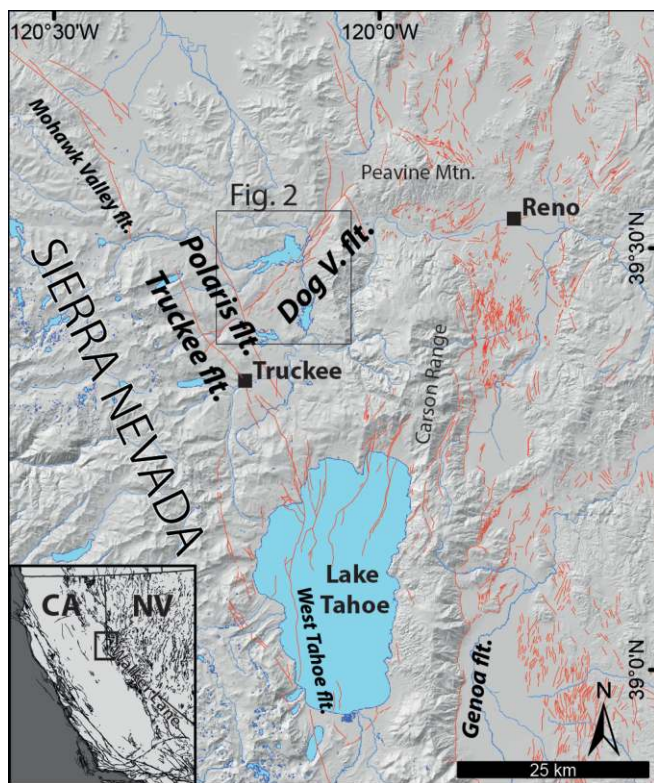 120°30'W
120°0'W
Mohawk Valley flt.
Peavine Mtn.
Fig. 2
Reno
39°30'N
SIERRA NEVADA
Polaris flt.
Truckee flt.
Dog V. flt.
Truckee
Carson Range
Lake
Tahoe
West Tahoe flt.
Genoa flt.
39°0'N
CA
NV
Walker Lane
N
25 km